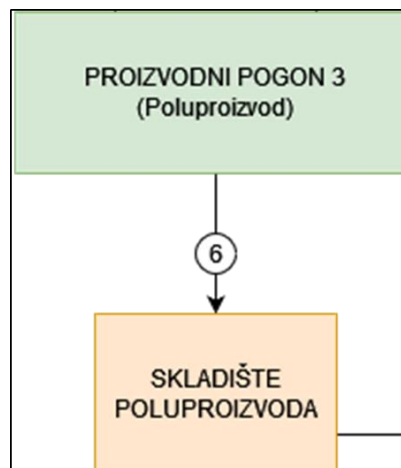 PROIZVODNI POGON 3
(Poluproizvod)
6
SKLADIŠTE
POLUPROIZVODA